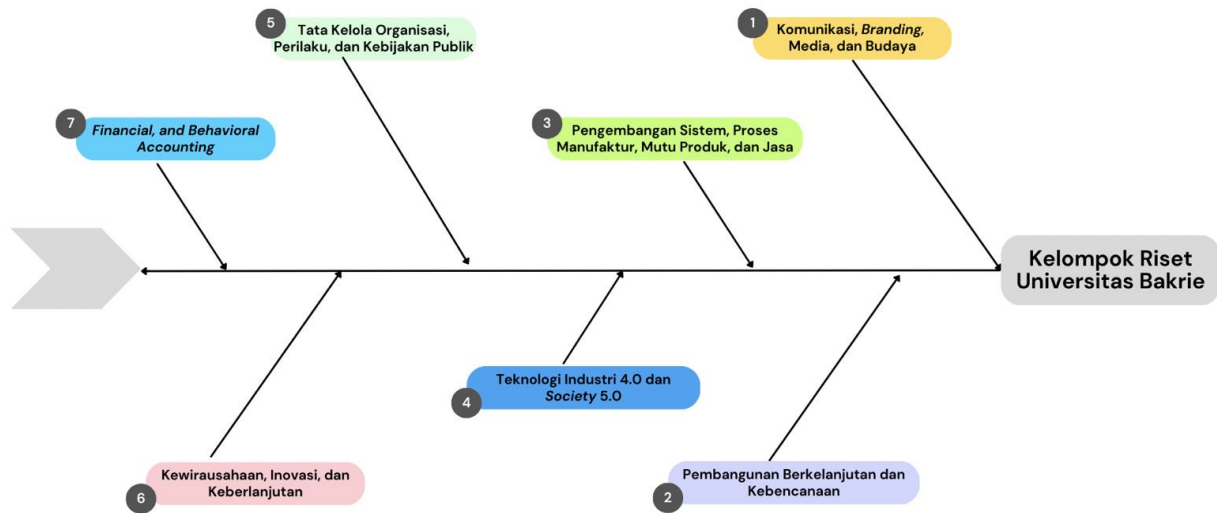 5
Tata Kelola Organisasi,
Perilaku, dan Kebijakan Publik
1
Komunikasi, Branding,
Media, dan Budaya
7
Financial, and Behavioral
Accounting
3
Pengembangan Sistem, Proses
Manufaktur, Mutu Produk, dan Jasa
Kelompok Riset
Universitas Bakrie
4
Teknologi Industri 4.0 dan
Society 5.0
6
Kewirausahaan, Inovasi, dan
Keberlanjutan
2
Pembangunan Berkelanjutan dan
Kebencanaan